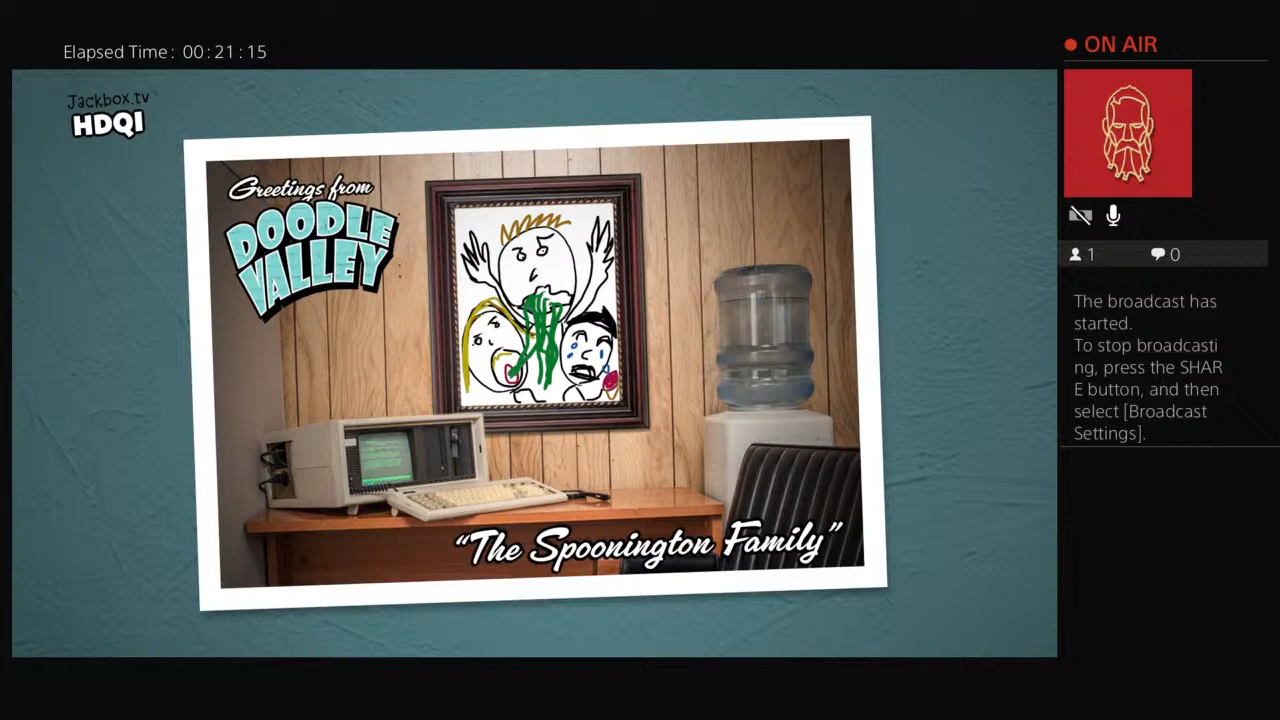 Elapsed Time: 00:21:15
ON AIR
Jackbox.tv
HDQI
Greetings from
DOODLE
VALLEY
1
0
The broadcast has
started.
To stop broadcasti
ng, press the SHAR
E button, and then
select [Broadcast
Settings].
"The Spoonington Family"